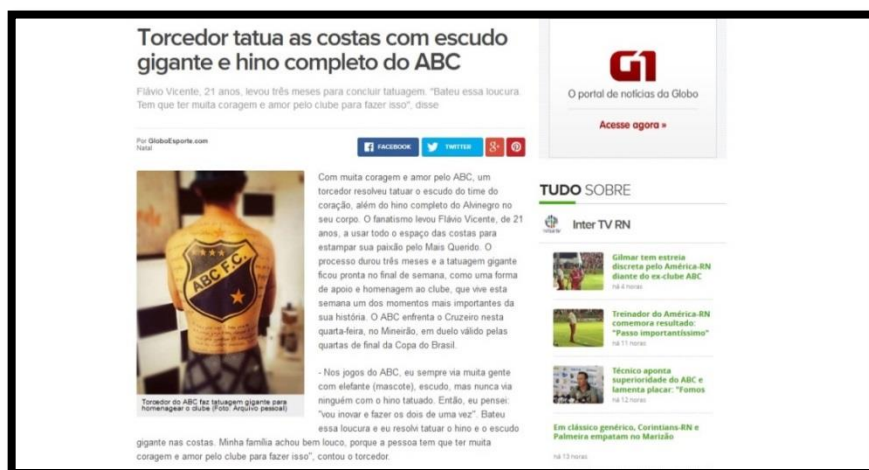 Torcedor tatua as costas com escudo
gigante e hino completo do ABC
Flávio Vicente, 21 anos, levou três meses para concluir tatuagem. "Bateu essa loucura.
Tem que ter muita coragem e amor pelo clube para fazer isso", disse
Por GloboEsporte.com
Natal
FACEBOOK
TWITTER
ABC F.C.
Torcedor do ABC faz tatuagem gigante para
homenagear o clube (Foto: Arquivo pessoal)
Com muita coragem e amor pelo ABC, um
torcedor resolveu tatuar o escudo do time do
coração, além do hino completo do Alvinegro no
seu corpo. O fanatismo levou Flávio Vicente, de 21
anos, a usar todo o espaço das costas para
estampar sua paixão pelo Mais Querido. O
processo durou três meses e a tatuagem gigante
ficou pronta no final de semana, como uma forma
de apoio e homenagem ao clube, que vive esta
semana um dos momentos mais importantes da
sua história. O ABC enfrenta o Cruzeiro nesta
quarta-feira, no Mineirão, em duelo válido pelas
quartas de final da Copa do Brasil.
- Nos jogos do ABC, eu sempre via muita gente
com elefante (mascote), escudo, mas nunca via
ninguém com o hino tatuado. Então, eu pensei:
"vou inovar e fazer os dois de uma vez". Bateu
essa loucura e eu resolvi tatuar o hino e o escudo
gigante nas costas. Minha família achou bem louco, porque a pessoa tem que ter muita
coragem e amor pelo clube para fazer isso", contou o torcedor.
G1
O portal de notícias da Globo
Acesse agora »
TUDO SOBRE
Inter TV RN
Gilmar tem estreia
discreta pelo América-RN
diante do ex-clube ABC
há 4 horas
Treinador do América-RN
comemora resultado:
"Passo importantíssimo"
há 11 horas
Técnico aponta
superioridade do ABC e
lamenta placar: "Fomos
há 12 horas
Em clássico genérico, Corintians-RN e
Palmeira empatam no Marizão
há 13 horas